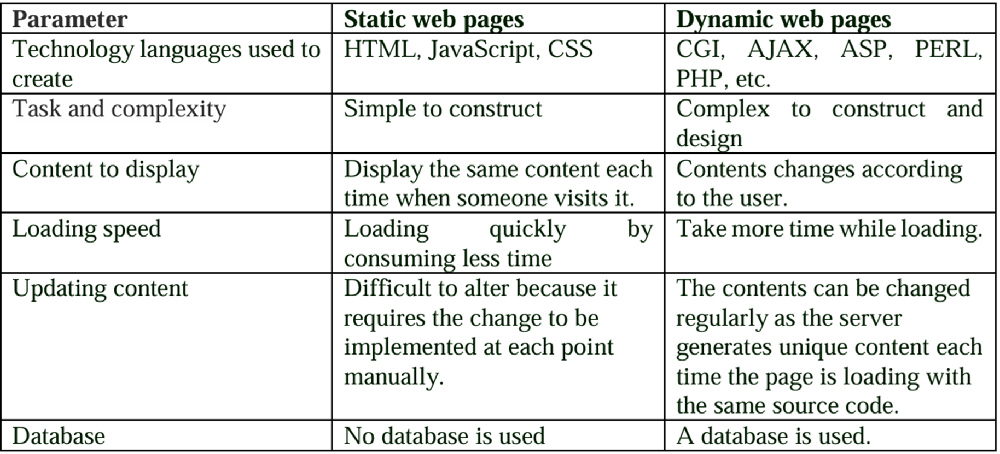 Parameter
Static web pages
Dynamic web pages
Technology languages used to
create
HTML, JavaScript, CSS
CGI, AJAX, ASP, PERL,
PHP, etc.
Task and complexity
Simple to construct
Complex to construct and
design
Content to display
Display the same content each
time when someone visits it.
Contents changes according
to the user.
Loading speed
Loading quickly by
consuming less time
Take more time while loading.
Updating content
Difficult to alter because it
requires the change to be
implemented at each point
manually.
The contents can be changed
regularly as the server
generates unique content each
time the page is loading with
the same source code.
Database
No database is used
A database is used.